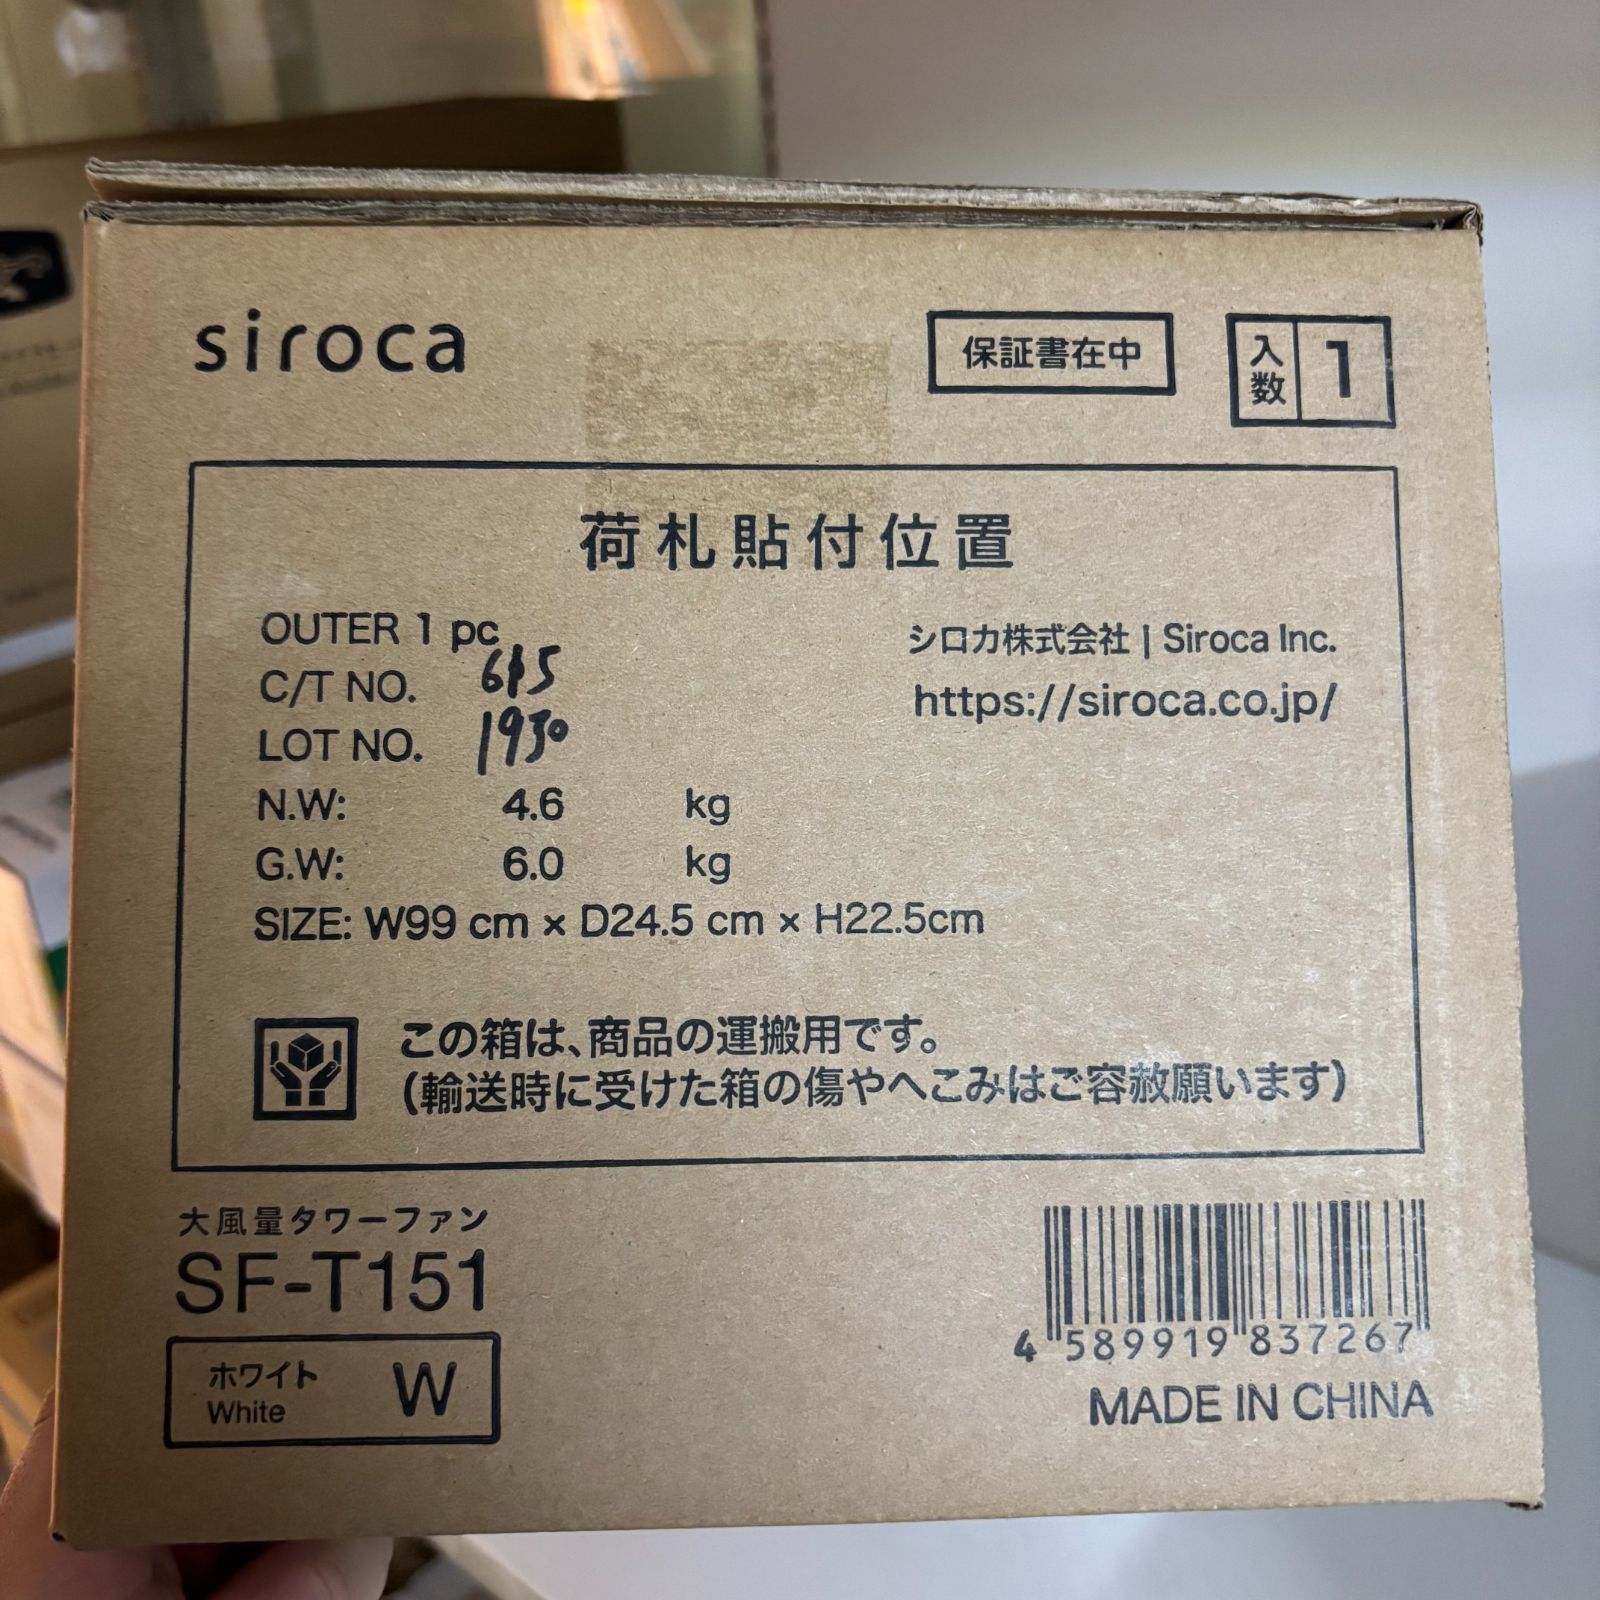 siroca
保証書在中
入数 1
荷札貼付位置
OUTER 1 pc
C/T NO. 615
LOT NO. 1930
N.W: 4.6 kg
G.W: 6.0 kg
SIZE: W99 cm × D24.5 cm × H22.5cm
シロカ株式会社 | Siroca Inc.
https://siroca.co.jp/
この箱は、商品の運搬用です。
(輸送時に受けた箱の傷やへこみはご容赦願います)
大風量タワーファン
SF-T151
ホワイト
White
W
4 589919 837267
MADE IN CHINA